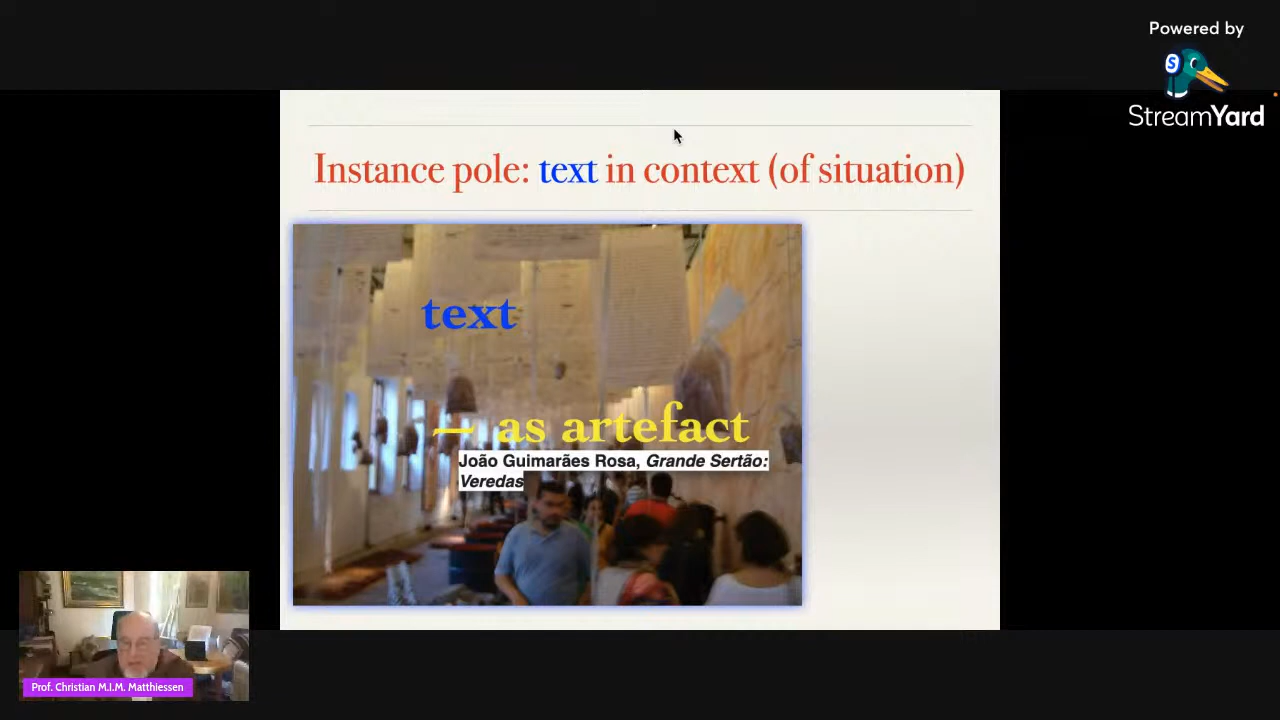 Powered by
StreamYard
Instance pole: text in context (of situation)
text
— as artefact
João Guimarães Rosa, Grande Sertão:
Veredas
Prof. Christian M.I.M. Matthiessen